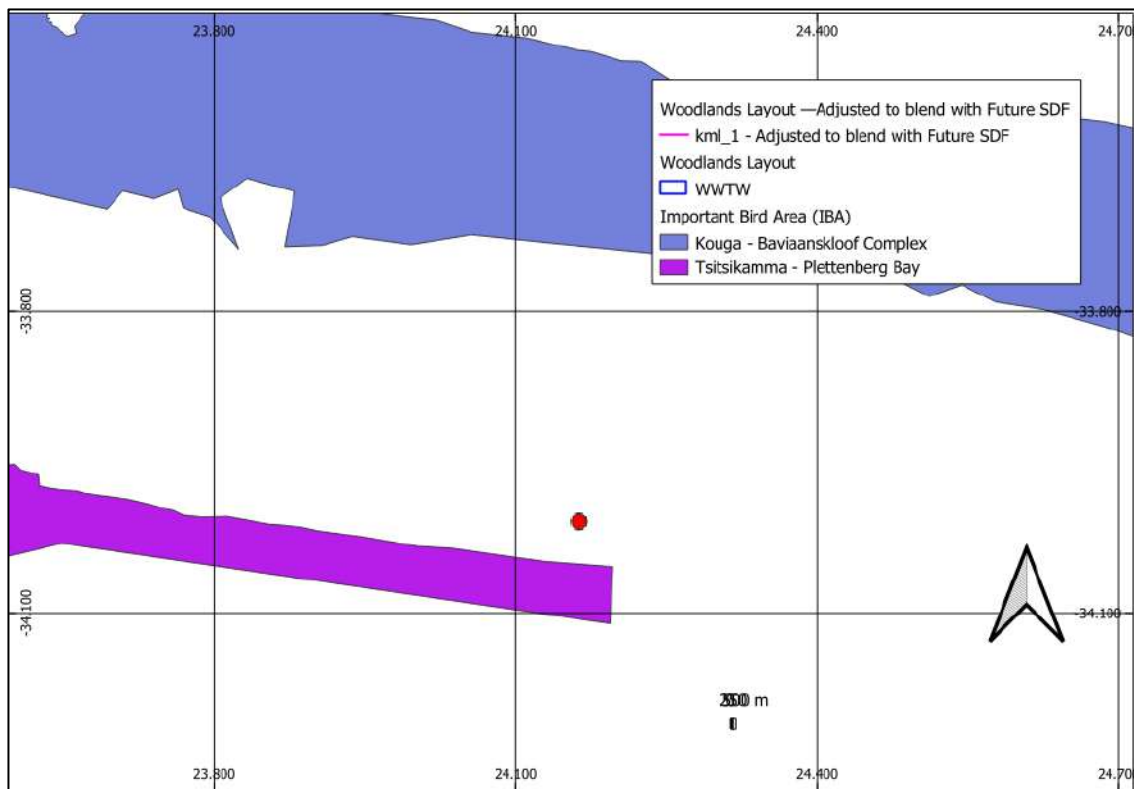 23.800 24.100 24.400 24.70
Woodlands Layout —Adjusted to blend with Future SDF
kml_1 - Adjusted to blend with Future SDF
Woodlands Layout
WWTW
Important Bird Area (IBA)
Kouga - Baviaanskloof Complex
Tsitsikamma - Plettenberg Bay
-33.800 -33.800
-34.100 -34.100
m
23.800 24.100 24.400 24.70